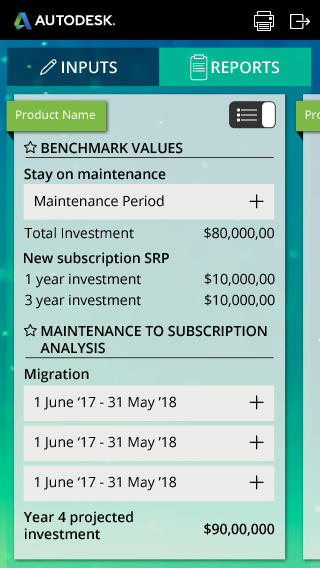 AUTODESK.
INPUTS
REPORTS
Product Name
BENCHMARK VALUES
Stay on maintenance
Maintenance Period
Total Investment $80,000,00
New subscription SRP
1 year investment $10,000,00
3 year investment $10,000,00
MAINTENANCE TO SUBSCRIPTION
ANALYSIS
Migration
1 June ‘17 - 31 May ’18
1 June ‘17 - 31 May ’18
1 June ‘17 - 31 May ’18
Year 4 projected
investment $90,00,000